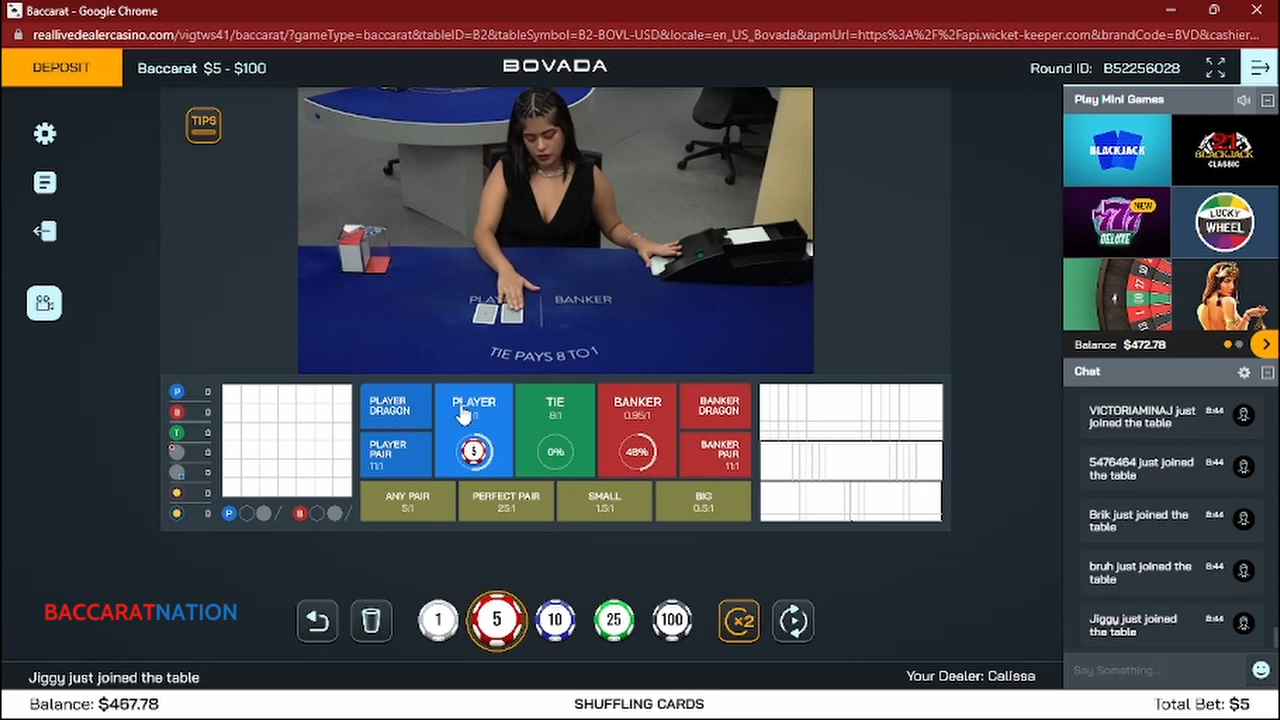 Baccarat - Google Chrome
reallivedealercasino.com/vigtws41/baccarat/?gameType=baccarat&tableID=B2&tableSymbol=B2-BOVL-USD&locale=en_US_Bovada&apmUrl=https%3A%2F%2Fapi.wicket-keeper.com&brandCode=BVD&cashier...
DEPOSIT
Baccarat $5 - $100
BOVADA
Round ID: B52256028
TIPS
Play Mini Games
BLACKJACK
21
BLACKJACK
CLASSIC
777
DELUXE
NEW
LUCKY
WHEEL
Balance $472.78
BANKER
TIE PAYS 8 TO 1
P 0
B 0
T 0
0
0
0
0
P
B
PLAYER
DRAGON
PLAYER
TIE
8:1
BANKER
0.95:1
BANKER
DRAGON
PLAYER
PAIR
11:1
5
0%
48%
BANKER
PAIR
11:1
ANY PAIR
5:1
PERFECT PAIR
25:1
SMALL
1.5:1
BIG
0.5:1
Chat
VICTORIAMINAJ just
joined the table
8:44
5476464 just joined
the table
8:44
Brik just joined the
table
8:44
bruh just joined the
table
8:44
Jiggy just joined
the table
8:44
Say Something...
BACCARATNATION
1
5
10
25
100
×2
Jiggy just joined the table
Your Dealer: Calissa
Balance: $467.78
SHUFFLING CARDS
Total Bet: $5